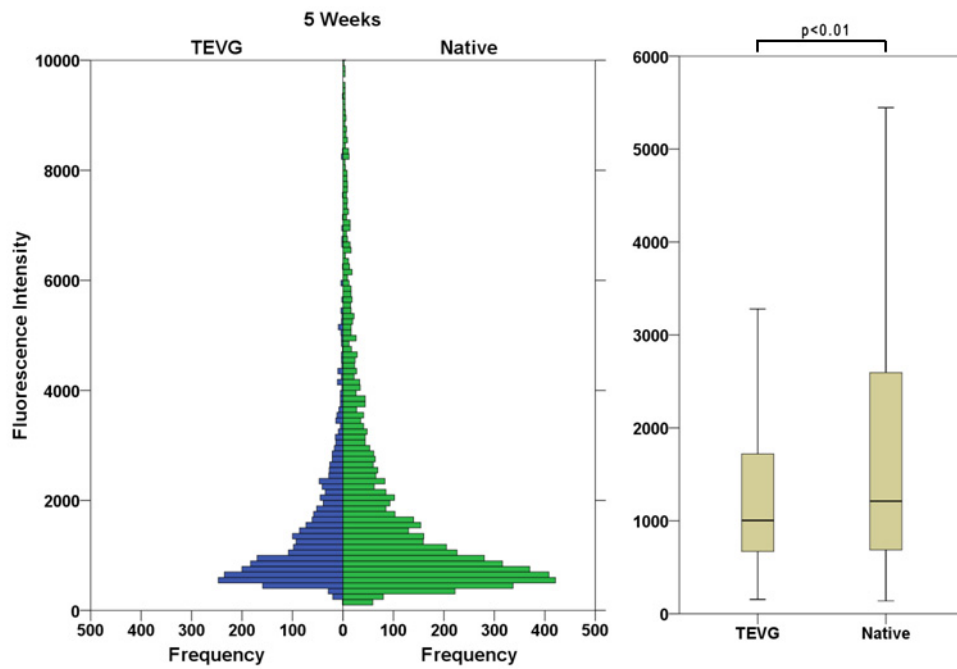 5 Weeks
TEVG Native
10000
8000
6000
4000
2000
0
Fluorescence Intensity
500 400 300 200 100 0 100 200 300 400 500
Frequency Frequency
p<0.01
6000
5000
4000
3000
2000
1000
0
TEVG Native